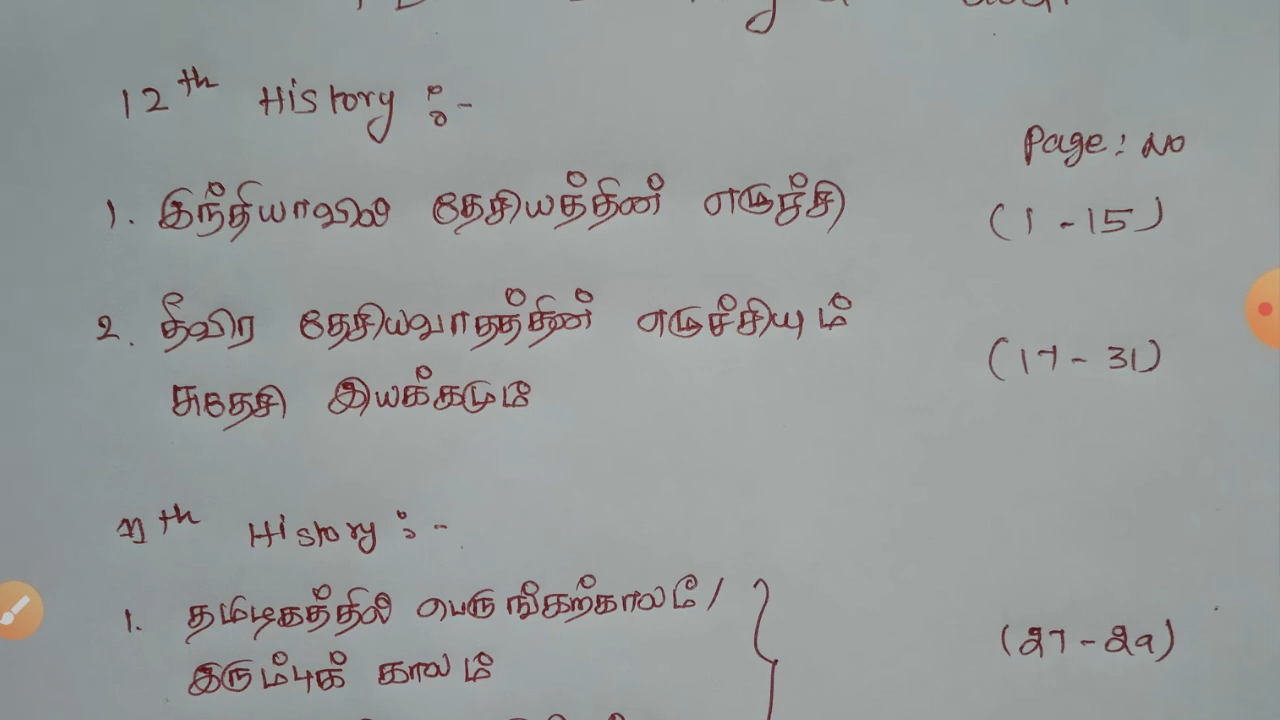 12th History :-
Page: No
1. இந்தியாவில் தேசியத்தின் எழுச்சி (1 - 15)
2. தீவிர தேசியவாதத்தின் எழுச்சியும்
(17 - 31)
சுதேசி இயக்கமும்
11th History :-
1. தமிழகத்தில் பெருங்கற்காலம் /
(27 - 29)
இரும்புக் காலம்